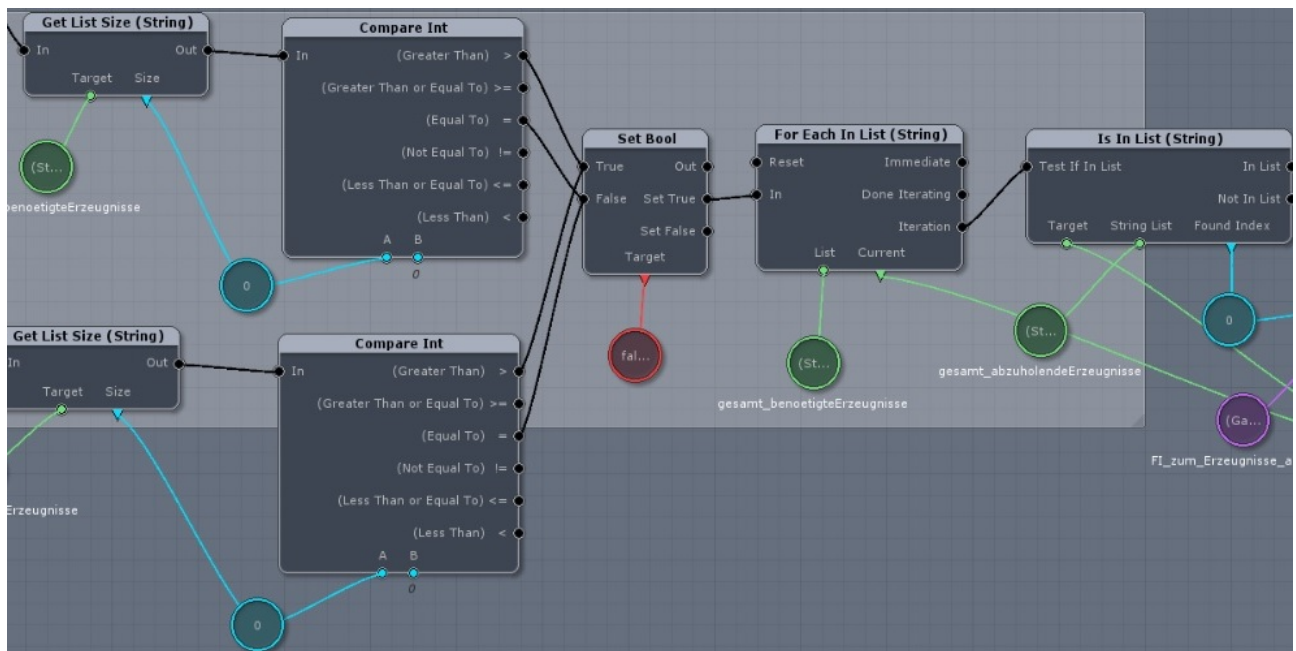 Get List Size (String)
In Out
Target Size
(St...
benoetigteErzeugnisse
0
Compare Int
In (Greater Than) >
(Greater Than or Equal To) >=
(Equal To) =
(Not Equal To) !=
(Less Than or Equal To) <=
(Less Than) <
A B
0
Set Bool
True Out
False Set True
Set False
Target
fal...
For Each In List (String)
Reset Immediate
In Done Iterating
Iteration
List Current
(St...
gesamt_benoetigteErzeugnisse
Is In List (String)
Test If In List In List
Not In List
Target String List Found Index
(St...
gesamt_abzuholendeErzeugnisse
0
(Ga...
FI_zum_Erzeugnisse_a
Get List Size (String)
In Out
Target Size
Erzeugnisse
0
Compare Int
In (Greater Than) >
(Greater Than or Equal To) >=
(Equal To) =
(Not Equal To) !=
(Less Than or Equal To) <=
(Less Than) <
A B
0